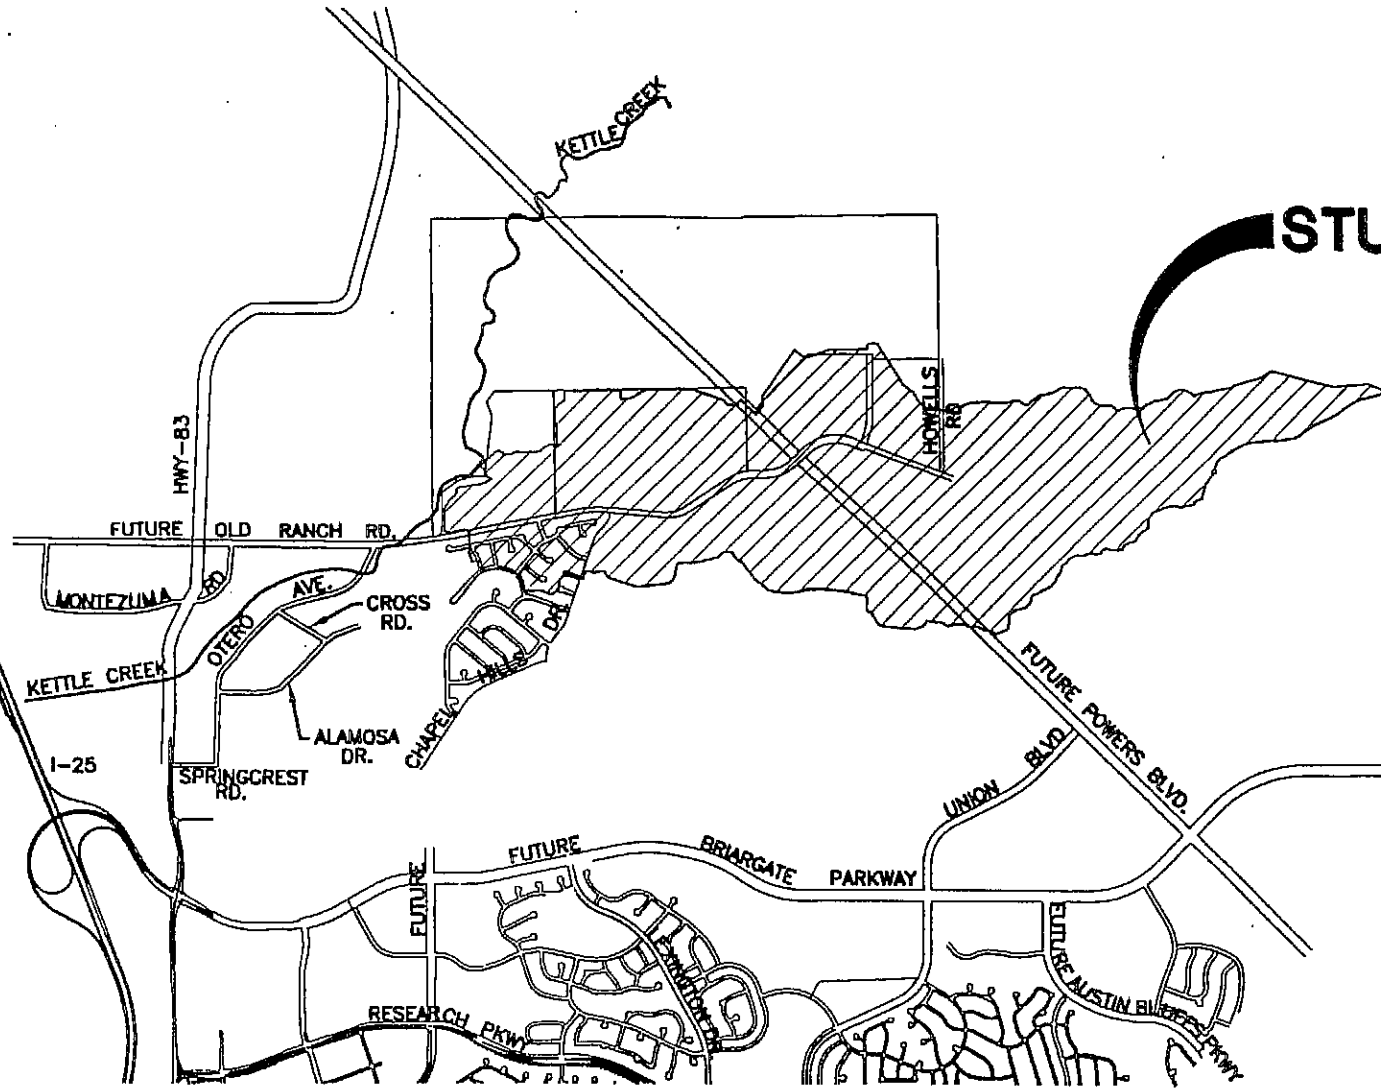 KETTLE CREEK
STU
HOWELLS
RD
HWY-83
FUTURE OLD RANCH RD.
MONTEZUMA RD
OTERO AVE.
CROSS
RD.
KETTLE CREEK
CHAPEL HILLS DR.
ALAMOSA
DR.
I-25
SPRINGCREST
RD.
FUTURE POWERS BLVD.
UNION BLVD
FUTURE BRIARGATE PARKWAY
FUTURE
FUTURE AUSTIN BLUFFS PKWY
RESEARCH PKWY